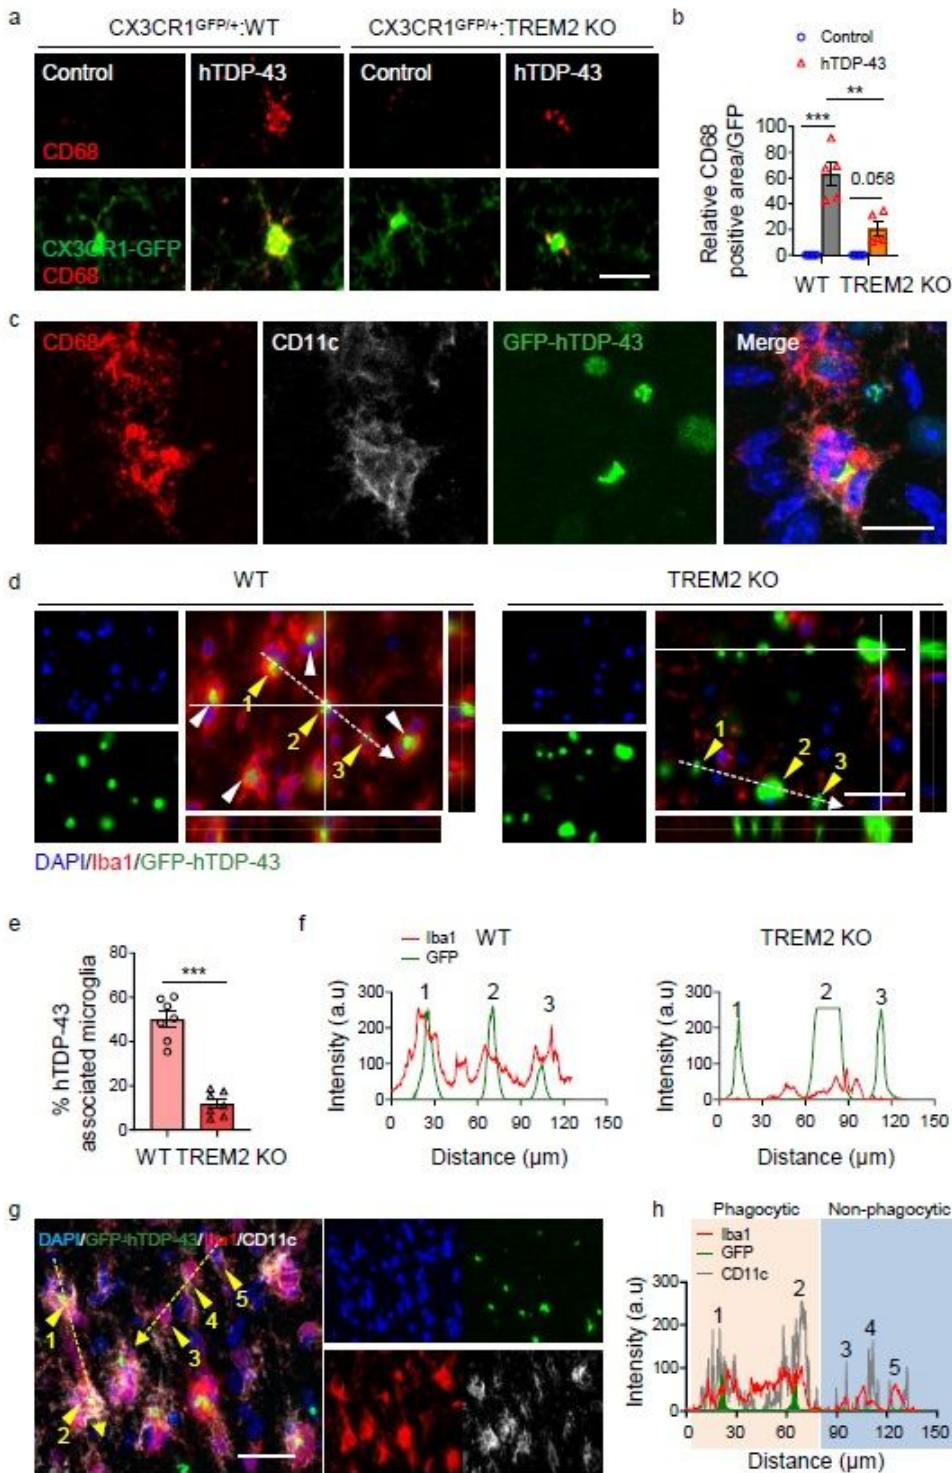 a
CX3CR1GFP/+:WT
CX3CR1GFP/+:TREM2 KO
Control
hTDP-43
Control
hTDP-43
CD68
CX3CR1-GFP
CD68
b
Control
hTDP-43
**
***
0.058
Relative CD68
positive area/GFP
100
80
60
40
20
0
WT TREM2 KO
c
CD68
CD11c
GFP-hTDP-43
Merge
d
WT
TREM2 KO
1
2
3
1
2
3
DAPI/Iba1/GFP-hTDP-43
e
% hTDP-43
associated microglia
80
60
40
20
0
***
WT TREM2 KO
f
Iba1
GFP
WT
Intensity (a.u)
300
200
100
0
1
2
3
0 30 60 90 120 150
Distance (µm)
TREM2 KO
Intensity (a.u)
300
200
100
0
1
2
3
0 30 60 90 120 150
Distance (µm)
g
DAPI/GFP-hTDP-43/Iba1/CD11c
1
2
3
4
5
h
Phagocytic
Non-phagocytic
Iba1
GFP
CD11c
Intensity (a.u)
300
200
100
0
1
2
3
4
5
0 30 60 90 120 150
Distance (µm)